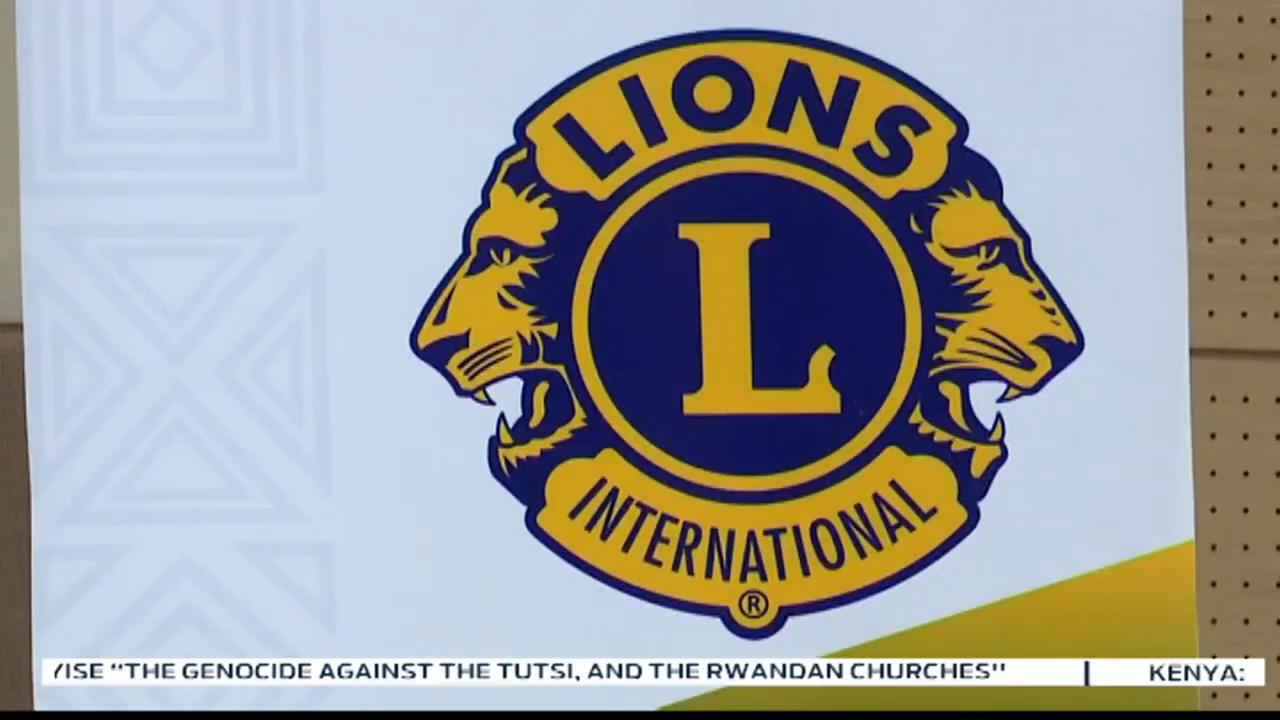 LIONS
L
INTERNATIONAL
®
"THE GENOCIDE AGAINST THE TUTSI, AND THE RWANDAN CHURCHES" | KENYA: